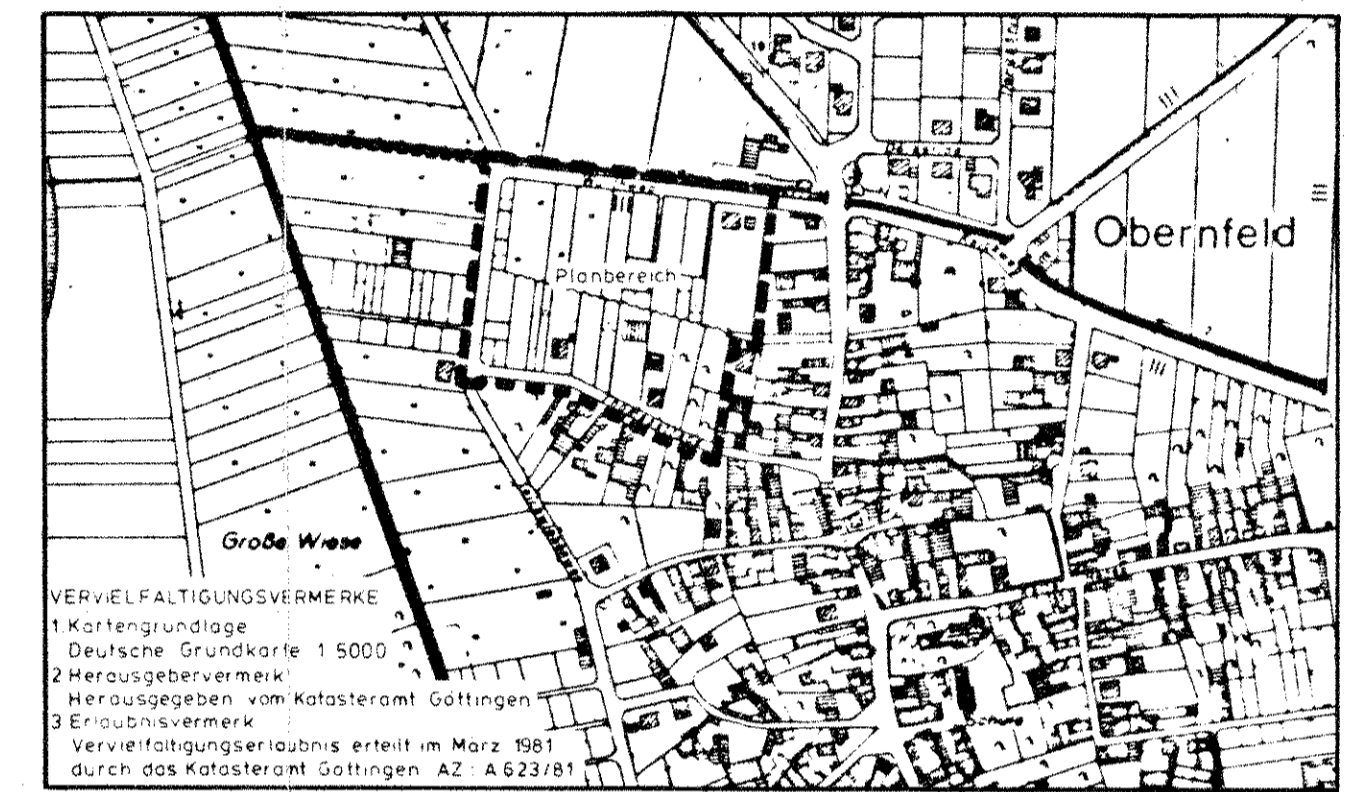 Obernfeld
Planbereich
Große Wiese
VERVIELFALTIGUNGSVERMERKE
1. Kartengrundlage
Deutsche Grundkarte 1 5000
2 Herausgebervermerk
Herausgegeben vom Katasteramt Göttingen
3 Erlaubnisvermerk
Vervielfaltigungserlaubnis erteilt im März 1981
durch das Katasteramt Gottingen AZ : A 623/81